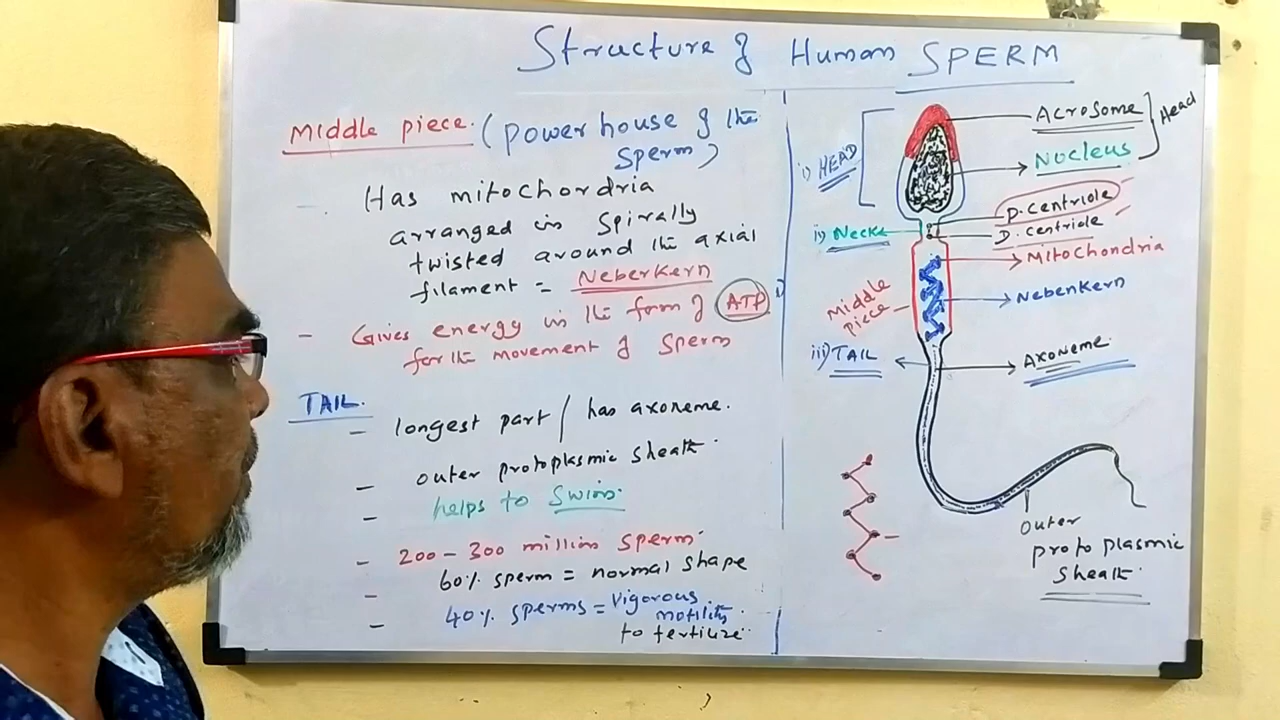 Structure of Human SPERM
Middle piece. (powerhouse of the
sperm)
- Has mitochordria
arranged in spirally
twisted around the axial
filament = Neberkern
- Gives energy in the form of ATP
for the movement of sperm
TAIL.
- longest part / has axoneme.
- outer protoplasmic sheath.
- helps to swim.
- 200-300 million sperm.
- 60% sperm = normal shape
- 40% sperms = vigorous
motility.
to fertilize.
i) HEAD
Acrosome
Nucleus
Head
P. Centriole
ii) Neck
D. Centriole
Mitochondria
Middle
piece
Nebenkern
iii) TAIL
Axoneme.
outer
protoplasmic
sheath.